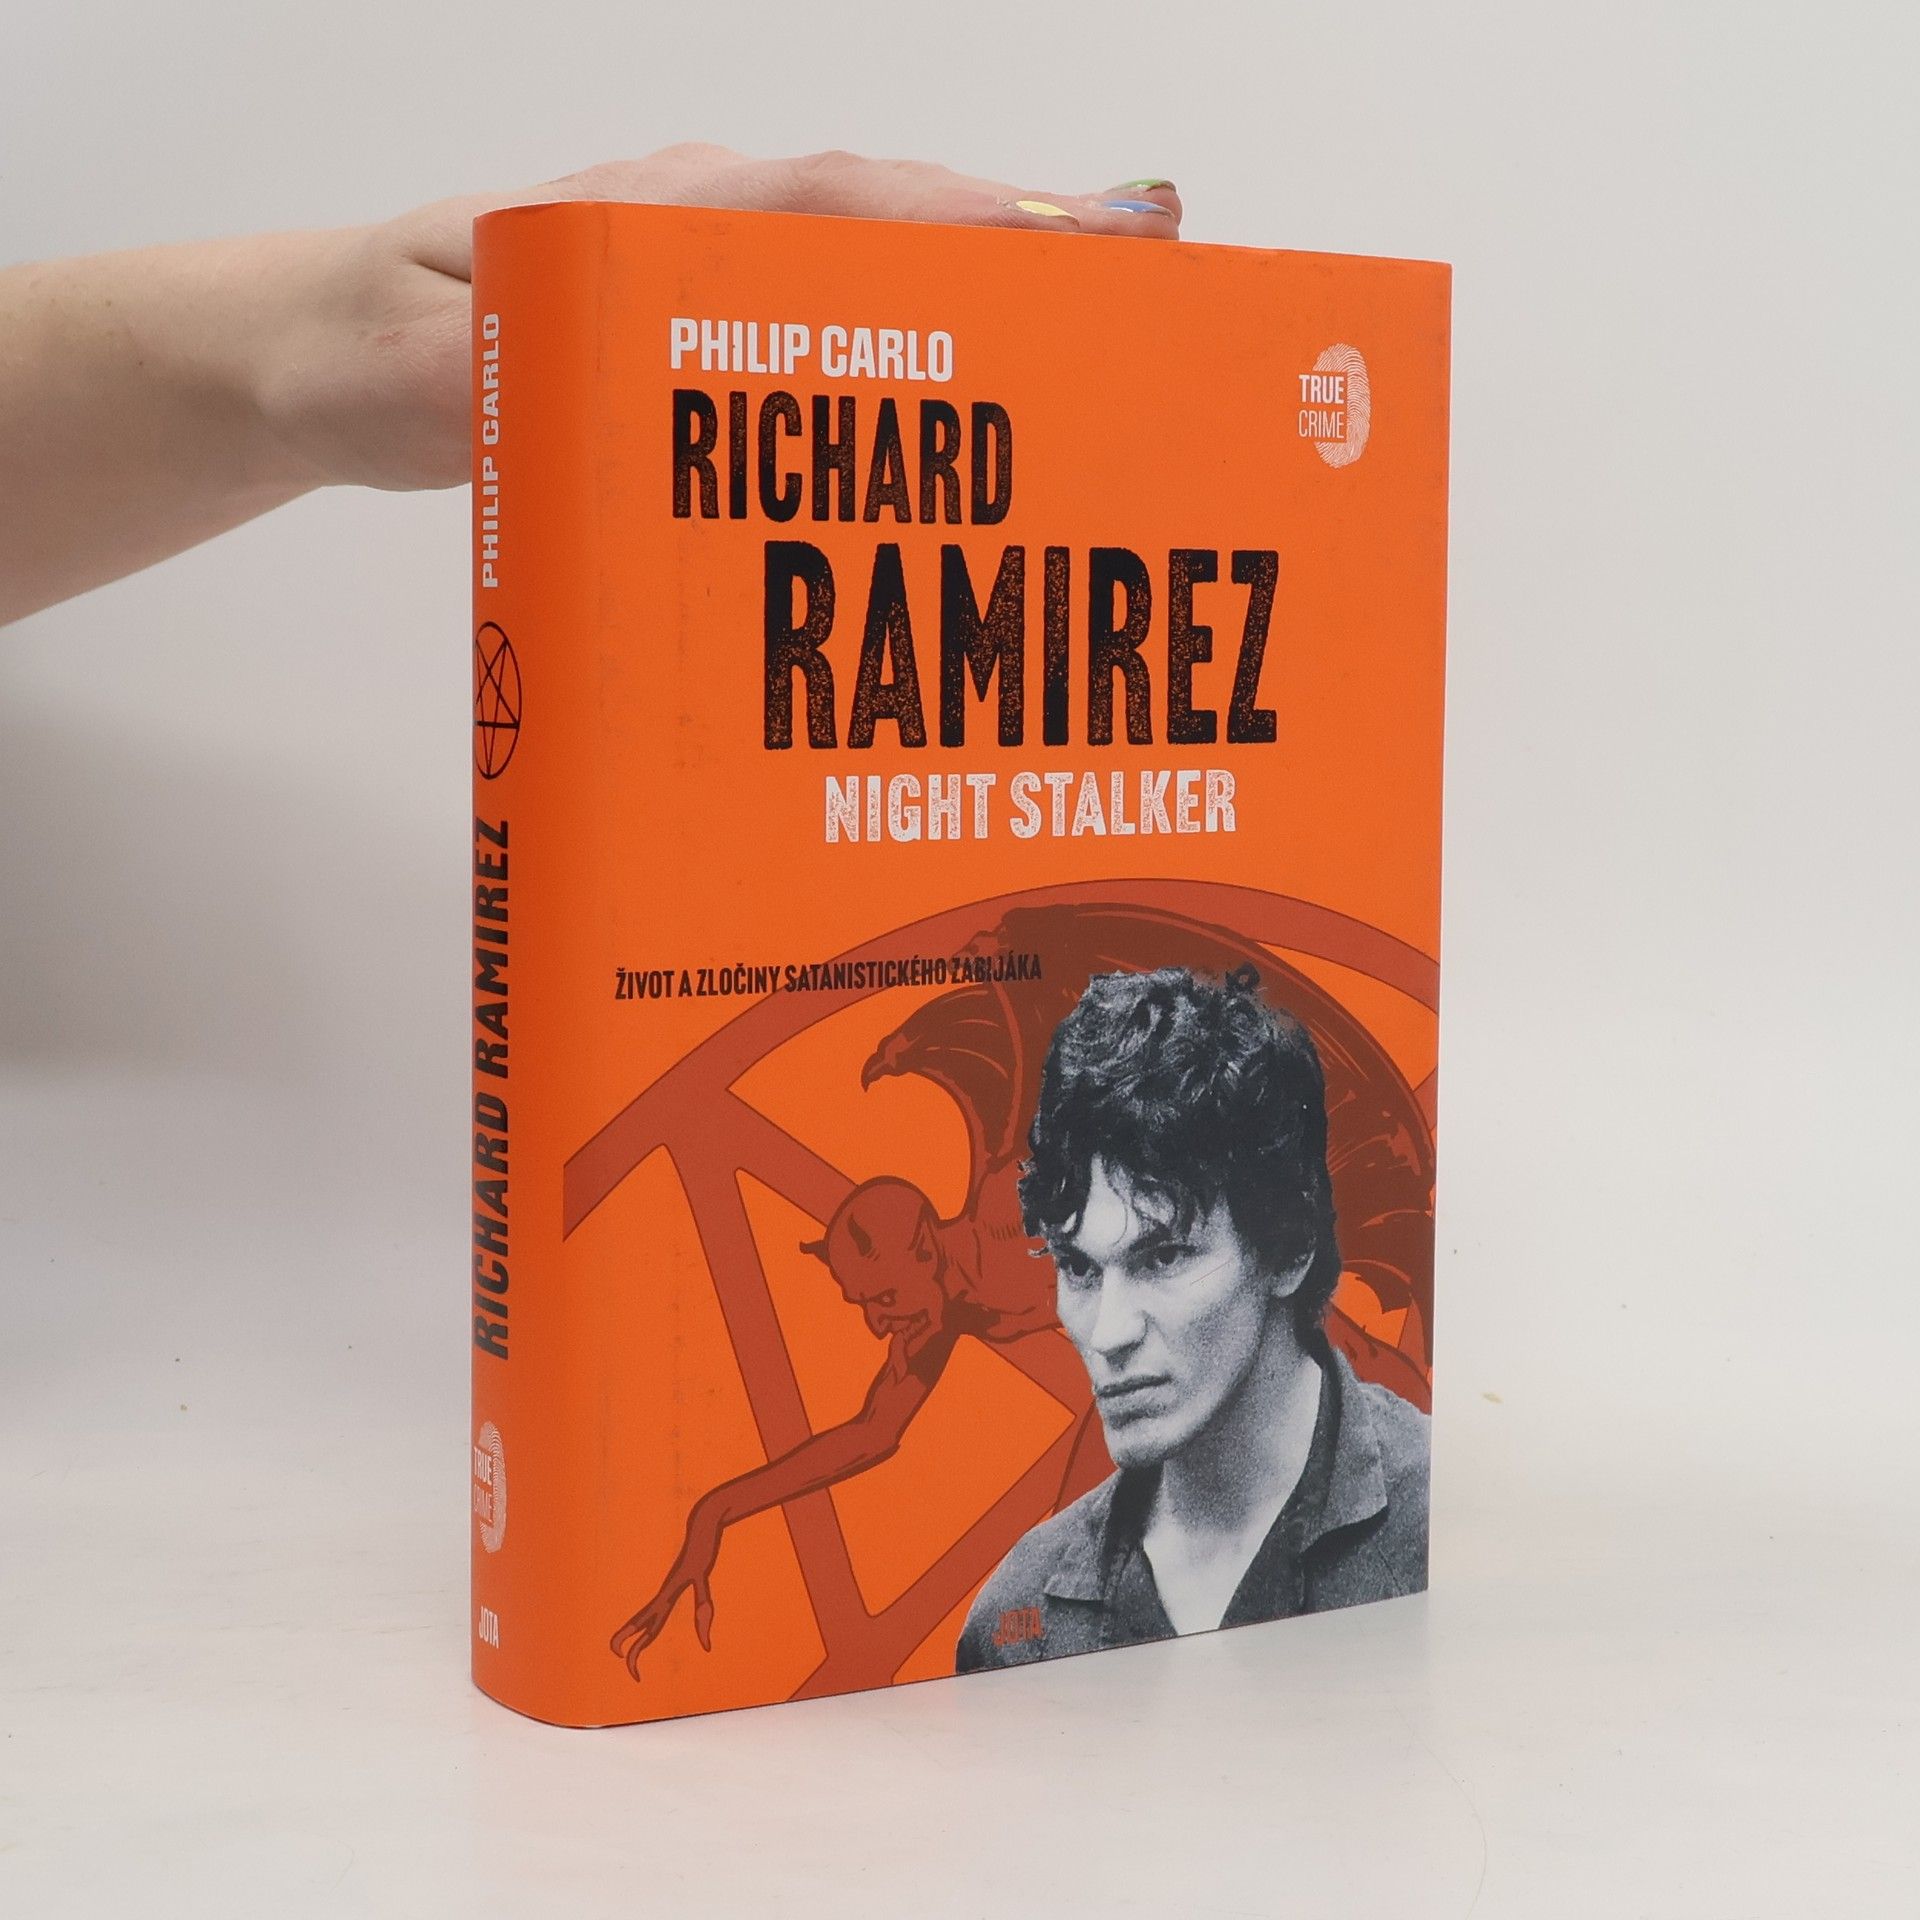 PHILIP CARLO
RICHARD
RAMIREZ
NIGHT STALKER
TRUE
CRIME
ŽIVOT A ZLOČINY SATANISTICKÉHO ZABIJÁKA
JOTA
PHILIP CARLO
RICHARD RAMIREZ
TRUE
CRIME
JOTA